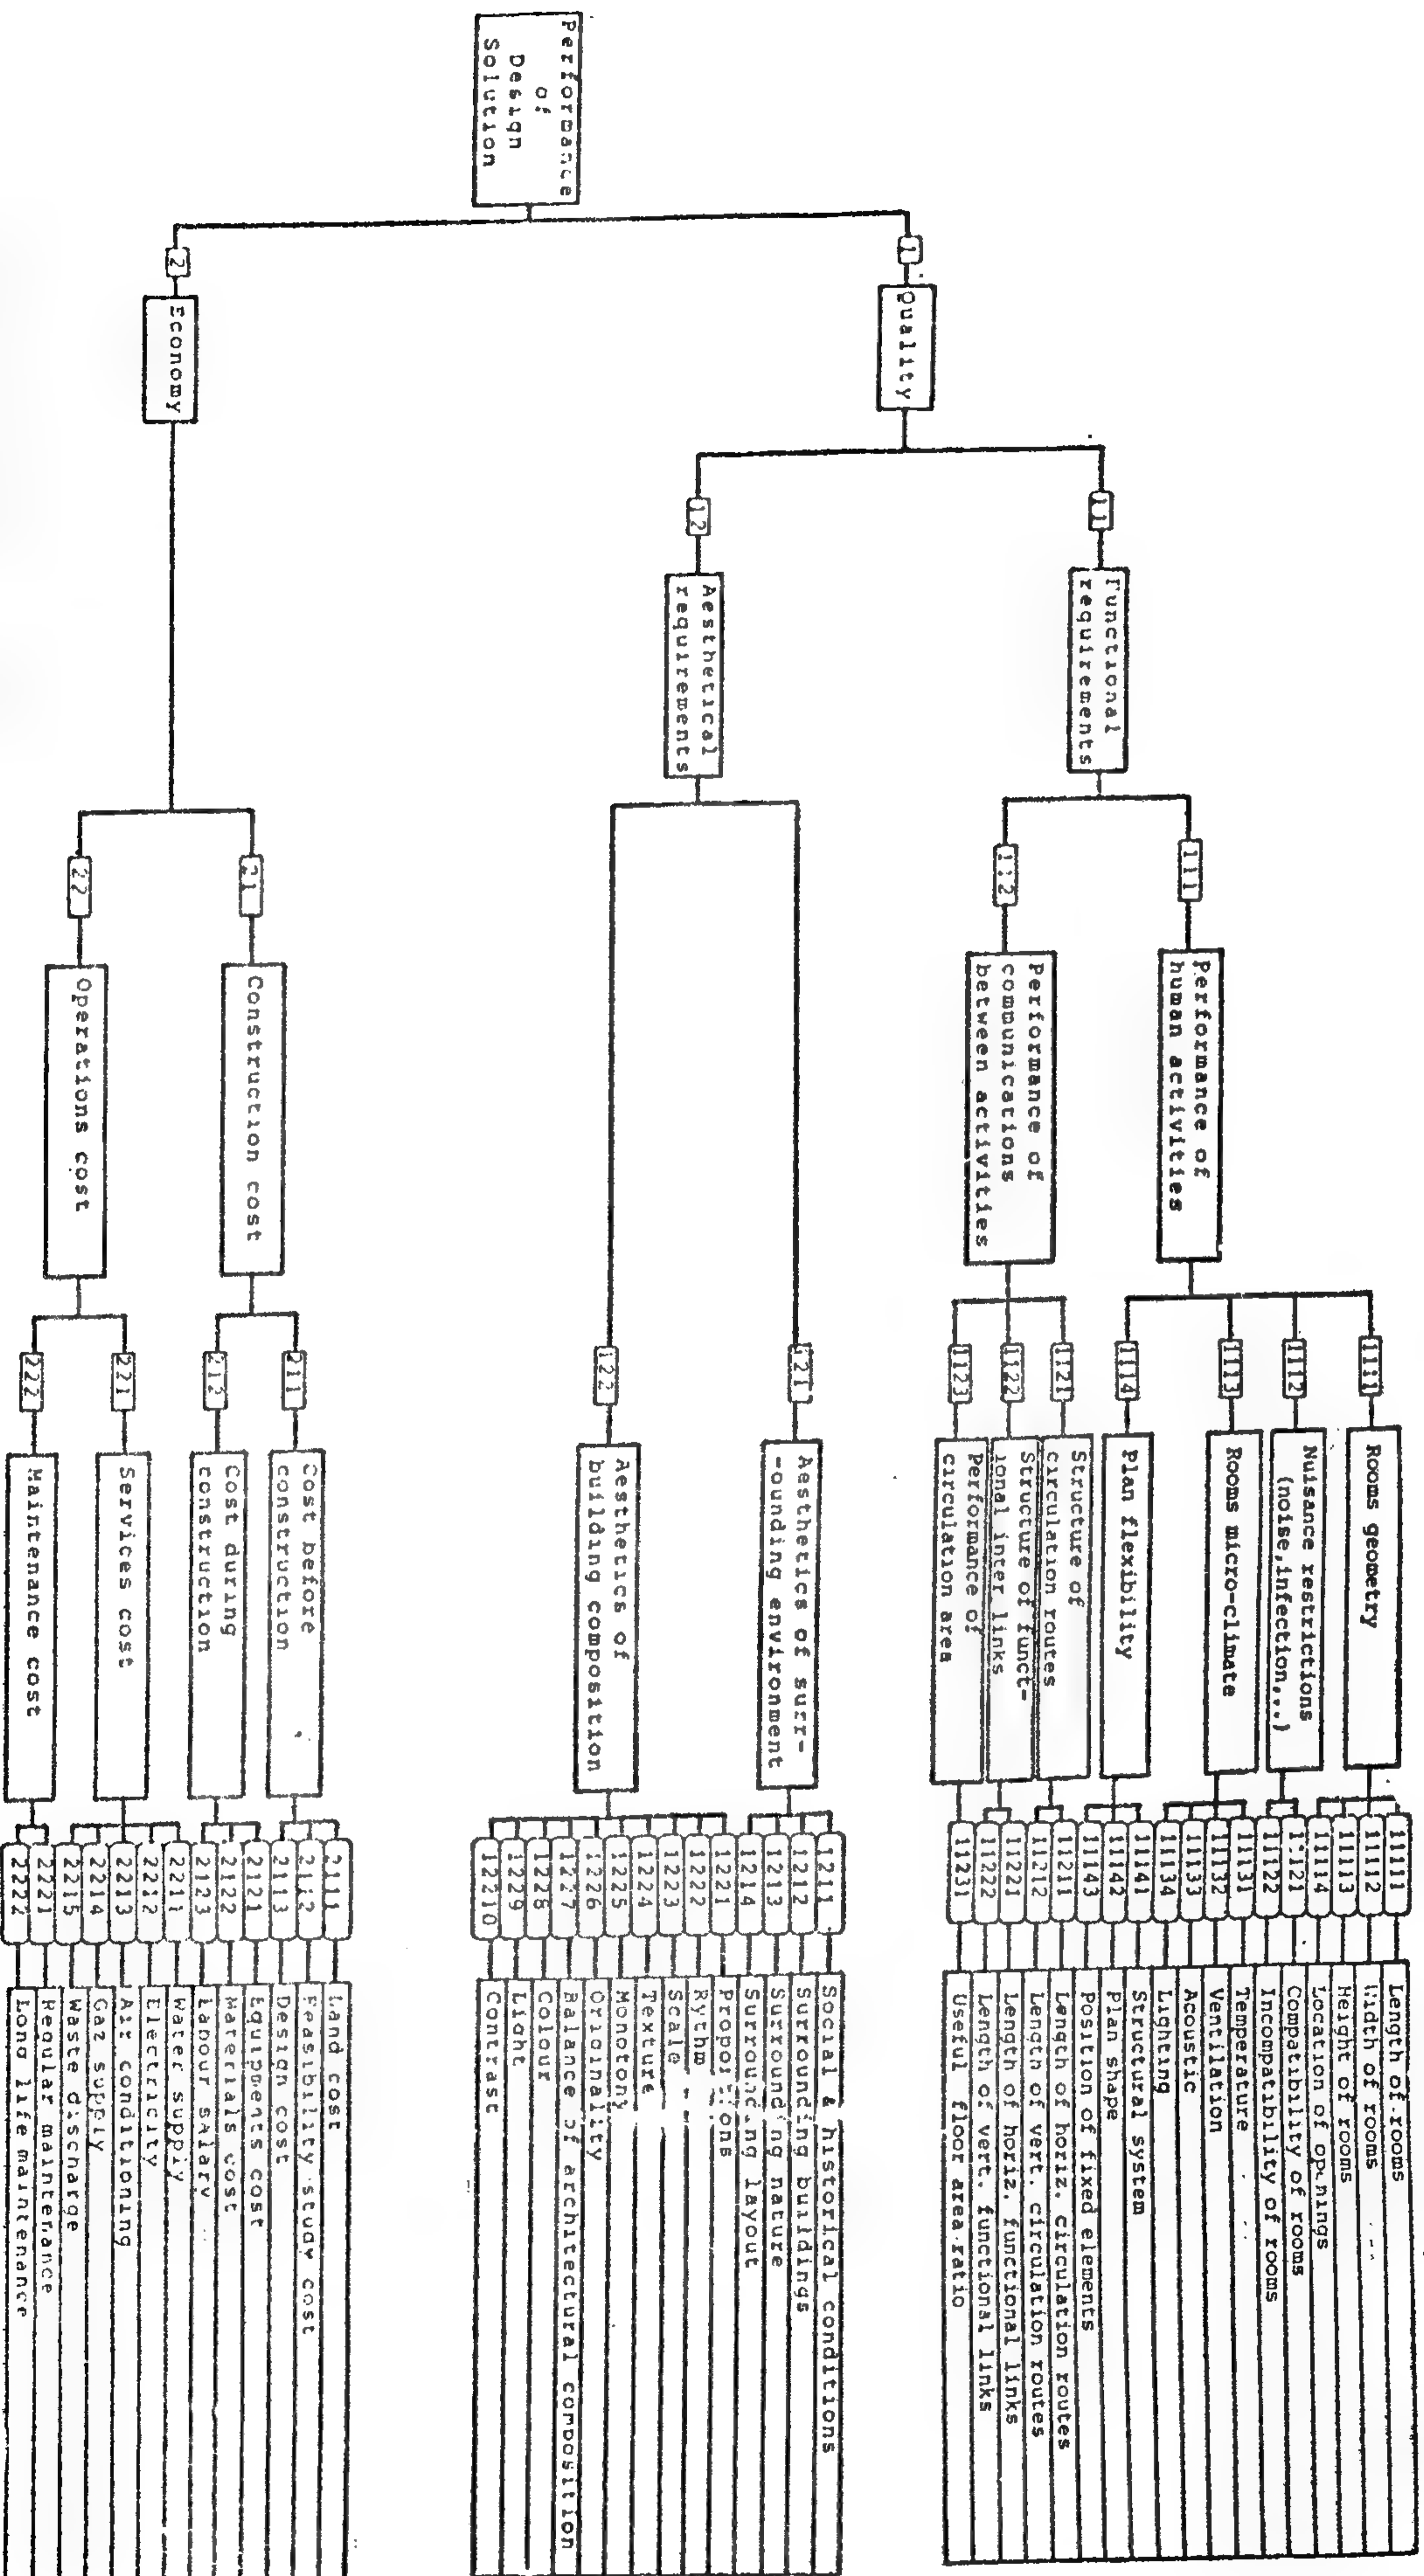 Performance
of
Design
Solution
1
Quality
2
Economy
11
Functional
requirements
12
Aesthetical
requirements
111
Performance of
human activities
112
Performance of
communications
between activities
21
Construction cost
22
Operations cost
1111
Rooms geometry
1112
Nuisance restrictions
(noise,infection,..)
1113
Rooms micro-climate
1114
Plan flexibility
1121
Structure of
circulation routes
1122
Structure of funct-
ional inter links
1123
Performance of
circulation area
121
Aesthetics of surr-
-ounding environment
122
Aesthetics of
building composition
211
Cost before
construction
212
Cost during
construction
221
Services cost
222
Maintenance cost
11111 Length of rooms
11112 Width of rooms
11113 Height of rooms
11114 Location of openings
11121 Compatibility of rooms
11122 Incompatibility of rooms
11131 Temperature
11132 Ventilation
11133 Acoustic
11134 Lighting
11141 Structural system
11142 Plan shape
11143 Position of fixed elements
11211 Length of horiz. circulation routes
11212 Length of vert. circulation routes
11221 Length of horiz. functional links
11222 Length of vert. functional links
11231 Useful floor area ratio
1211 Social & historical conditions
1212 Surrounding buildings
1213 Surrounding nature
1214 Surrounding layout
1221 Proportions
1222 Rythm
1223 Scale
1224 Texture
1225 Monotony
1226 Originality
1227 Balance of architectural composition
1228 Colour
1229 Light
12210 Contrast
2111 Land cost
2112 Feasibility study cost
2113 Design cost
2121 Equipments cost
2122 Materials cost
2123 Labour salary
2211 Water supply
2212 Electricity
2213 Air conditioning
2214 Gaz supply
2215 Waste discharge
2221 Regular maintenance
2222 Long life maintenance